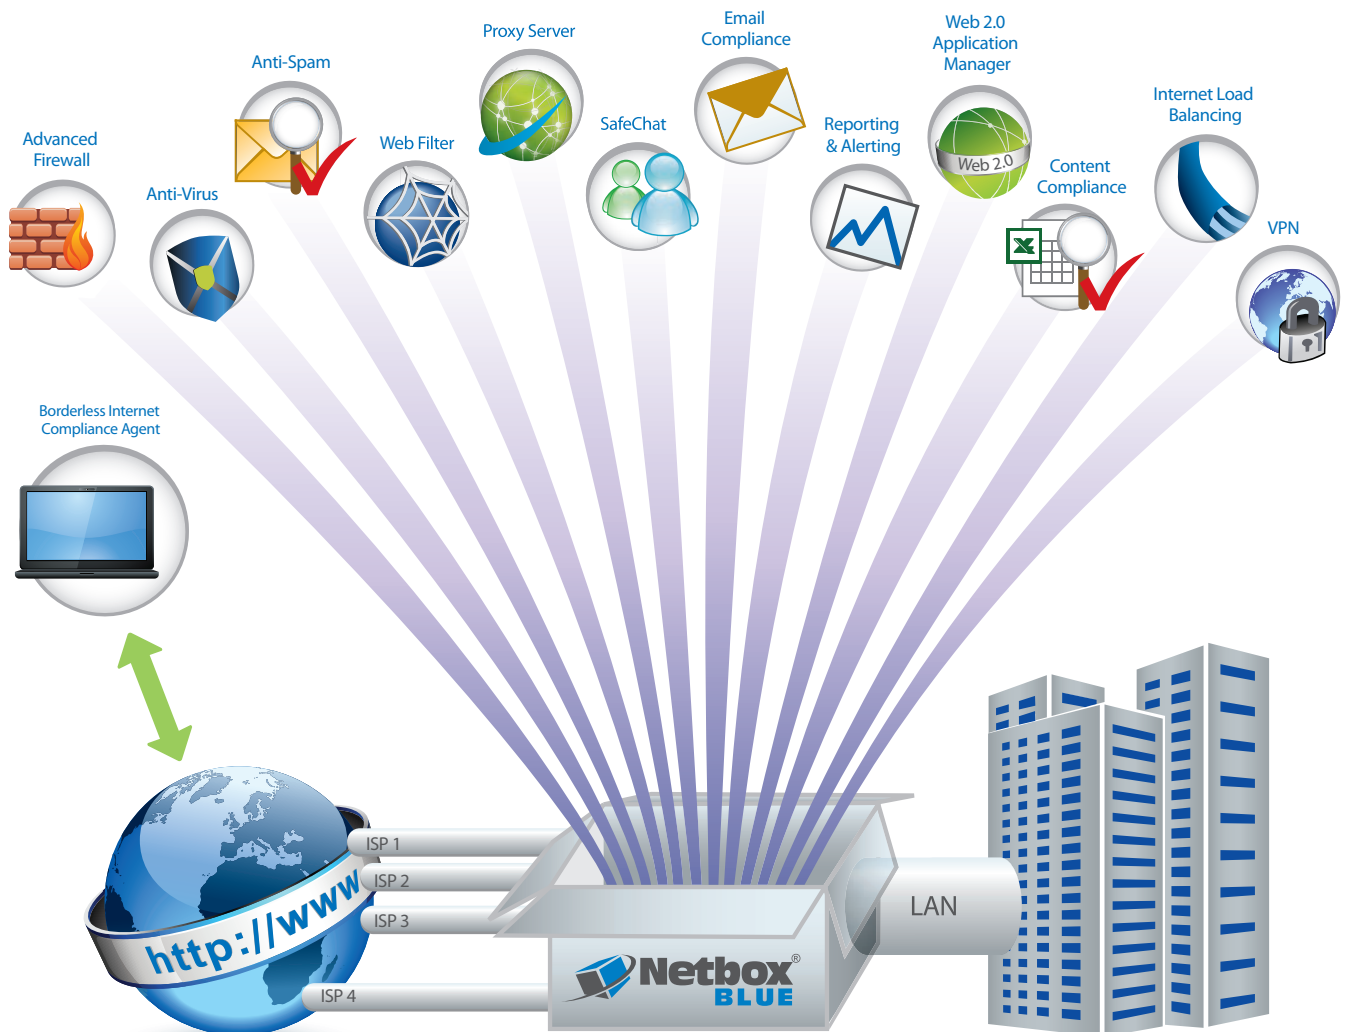 Advanced
Firewall
Anti-Virus
Anti-Spam
Web Filter
Proxy Server
SafeChat
Email
Compliance
Reporting
& Alerting
Web 2.0
Application
Manager
Web 2.0
Content
Compliance
Internet Load
Balancing
VPN
Borderless Internet
Compliance Agent
http://www
ISP 1
ISP 2
ISP 3
ISP 4
Netbox®
BLUE
LAN